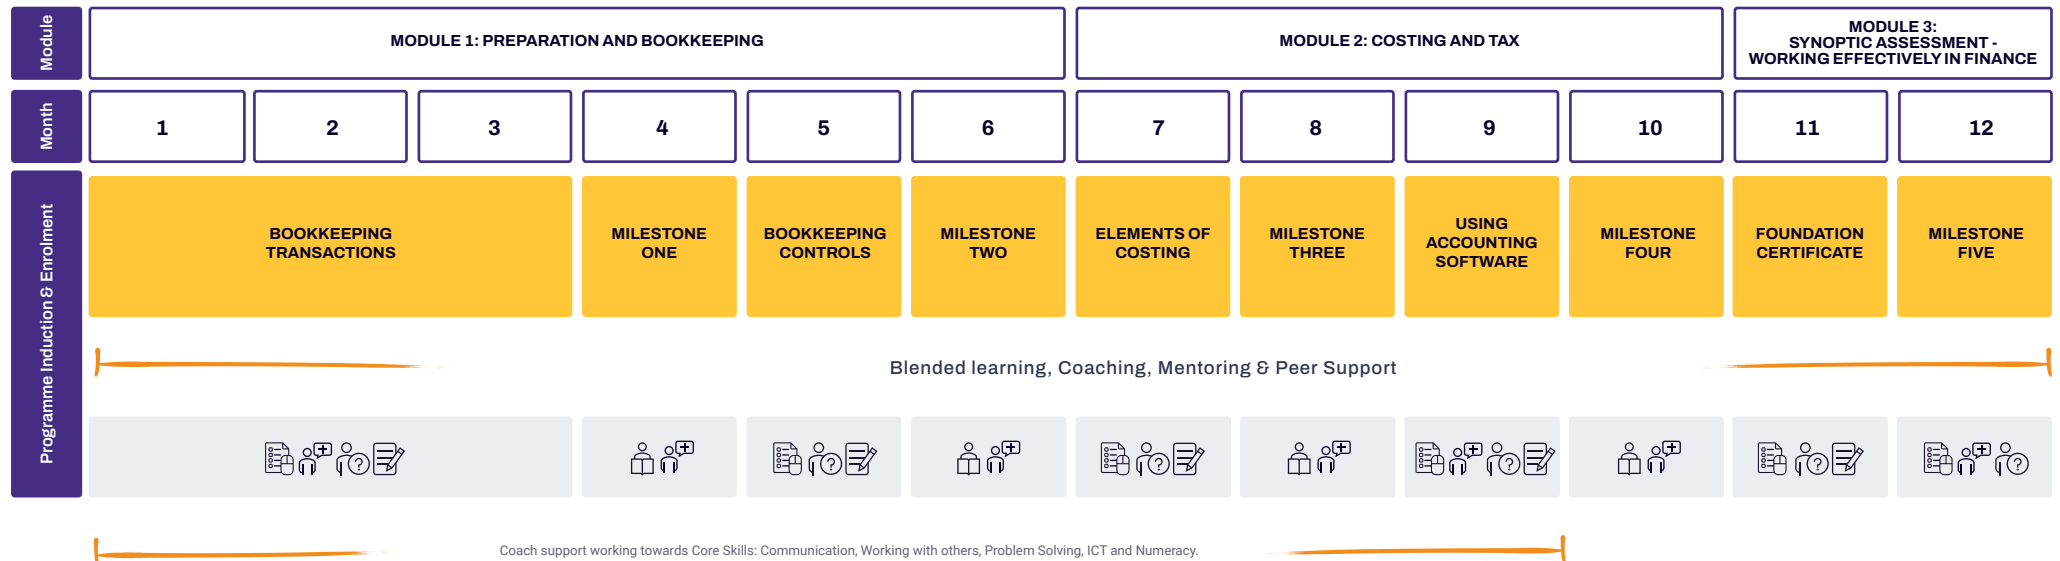 Module
MODULE 1: PREPARATION AND BOOKKEEPING
MODULE 2: COSTING AND TAX
MODULE 3:
SYNOPTIC ASSESSMENT -
WORKING EFFECTIVELY IN FINANCE
Month
1
2
3
4
5
6
7
8
9
10
11
12
Programme Induction & Enrolment
BOOKKEEPING
TRANSACTIONS
MILESTONE
ONE
BOOKKEEPING
CONTROLS
MILESTONE
TWO
ELEMENTS OF
COSTING
MILESTONE
THREE
USING
ACCOUNTING
SOFTWARE
MILESTONE
FOUR
FOUNDATION
CERTIFICATE
MILESTONE
FIVE
Blended learning, Coaching, Mentoring & Peer Support
Coach support working towards Core Skills: Communication, Working with others, Problem Solving, ICT and Numeracy.